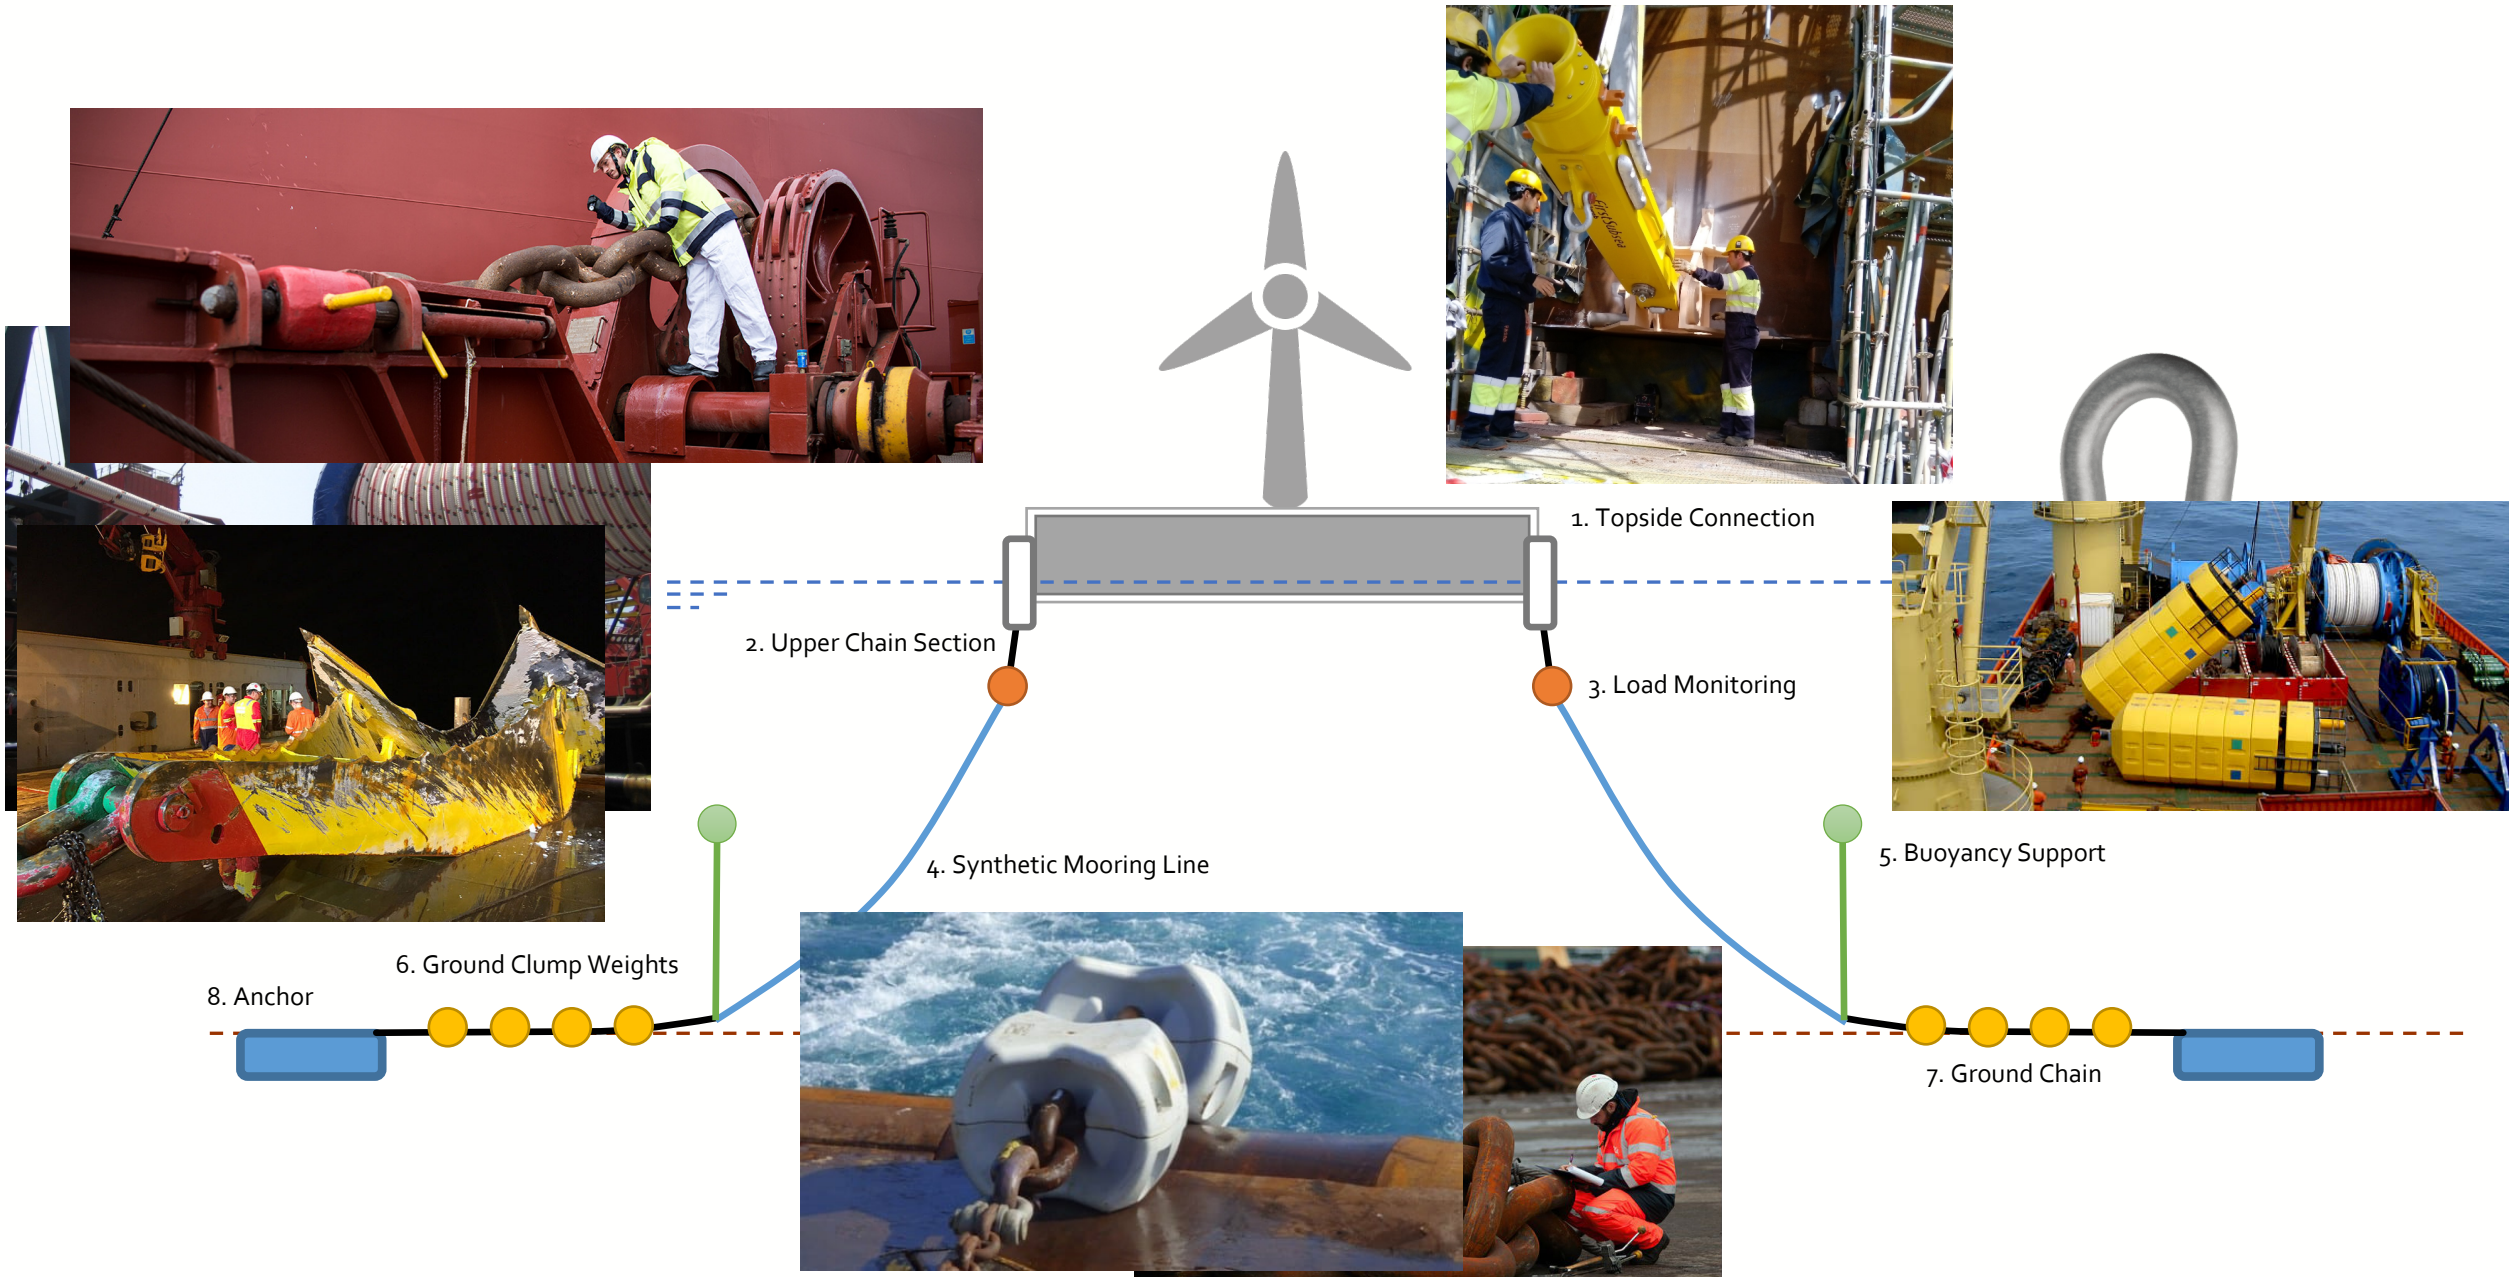 FirstSubsea
1. Topside Connection
2. Upper Chain Section
3. Load Monitoring
4. Synthetic Mooring Line
5. Buoyancy Support
6. Ground Clump Weights
8. Anchor
7. Ground Chain